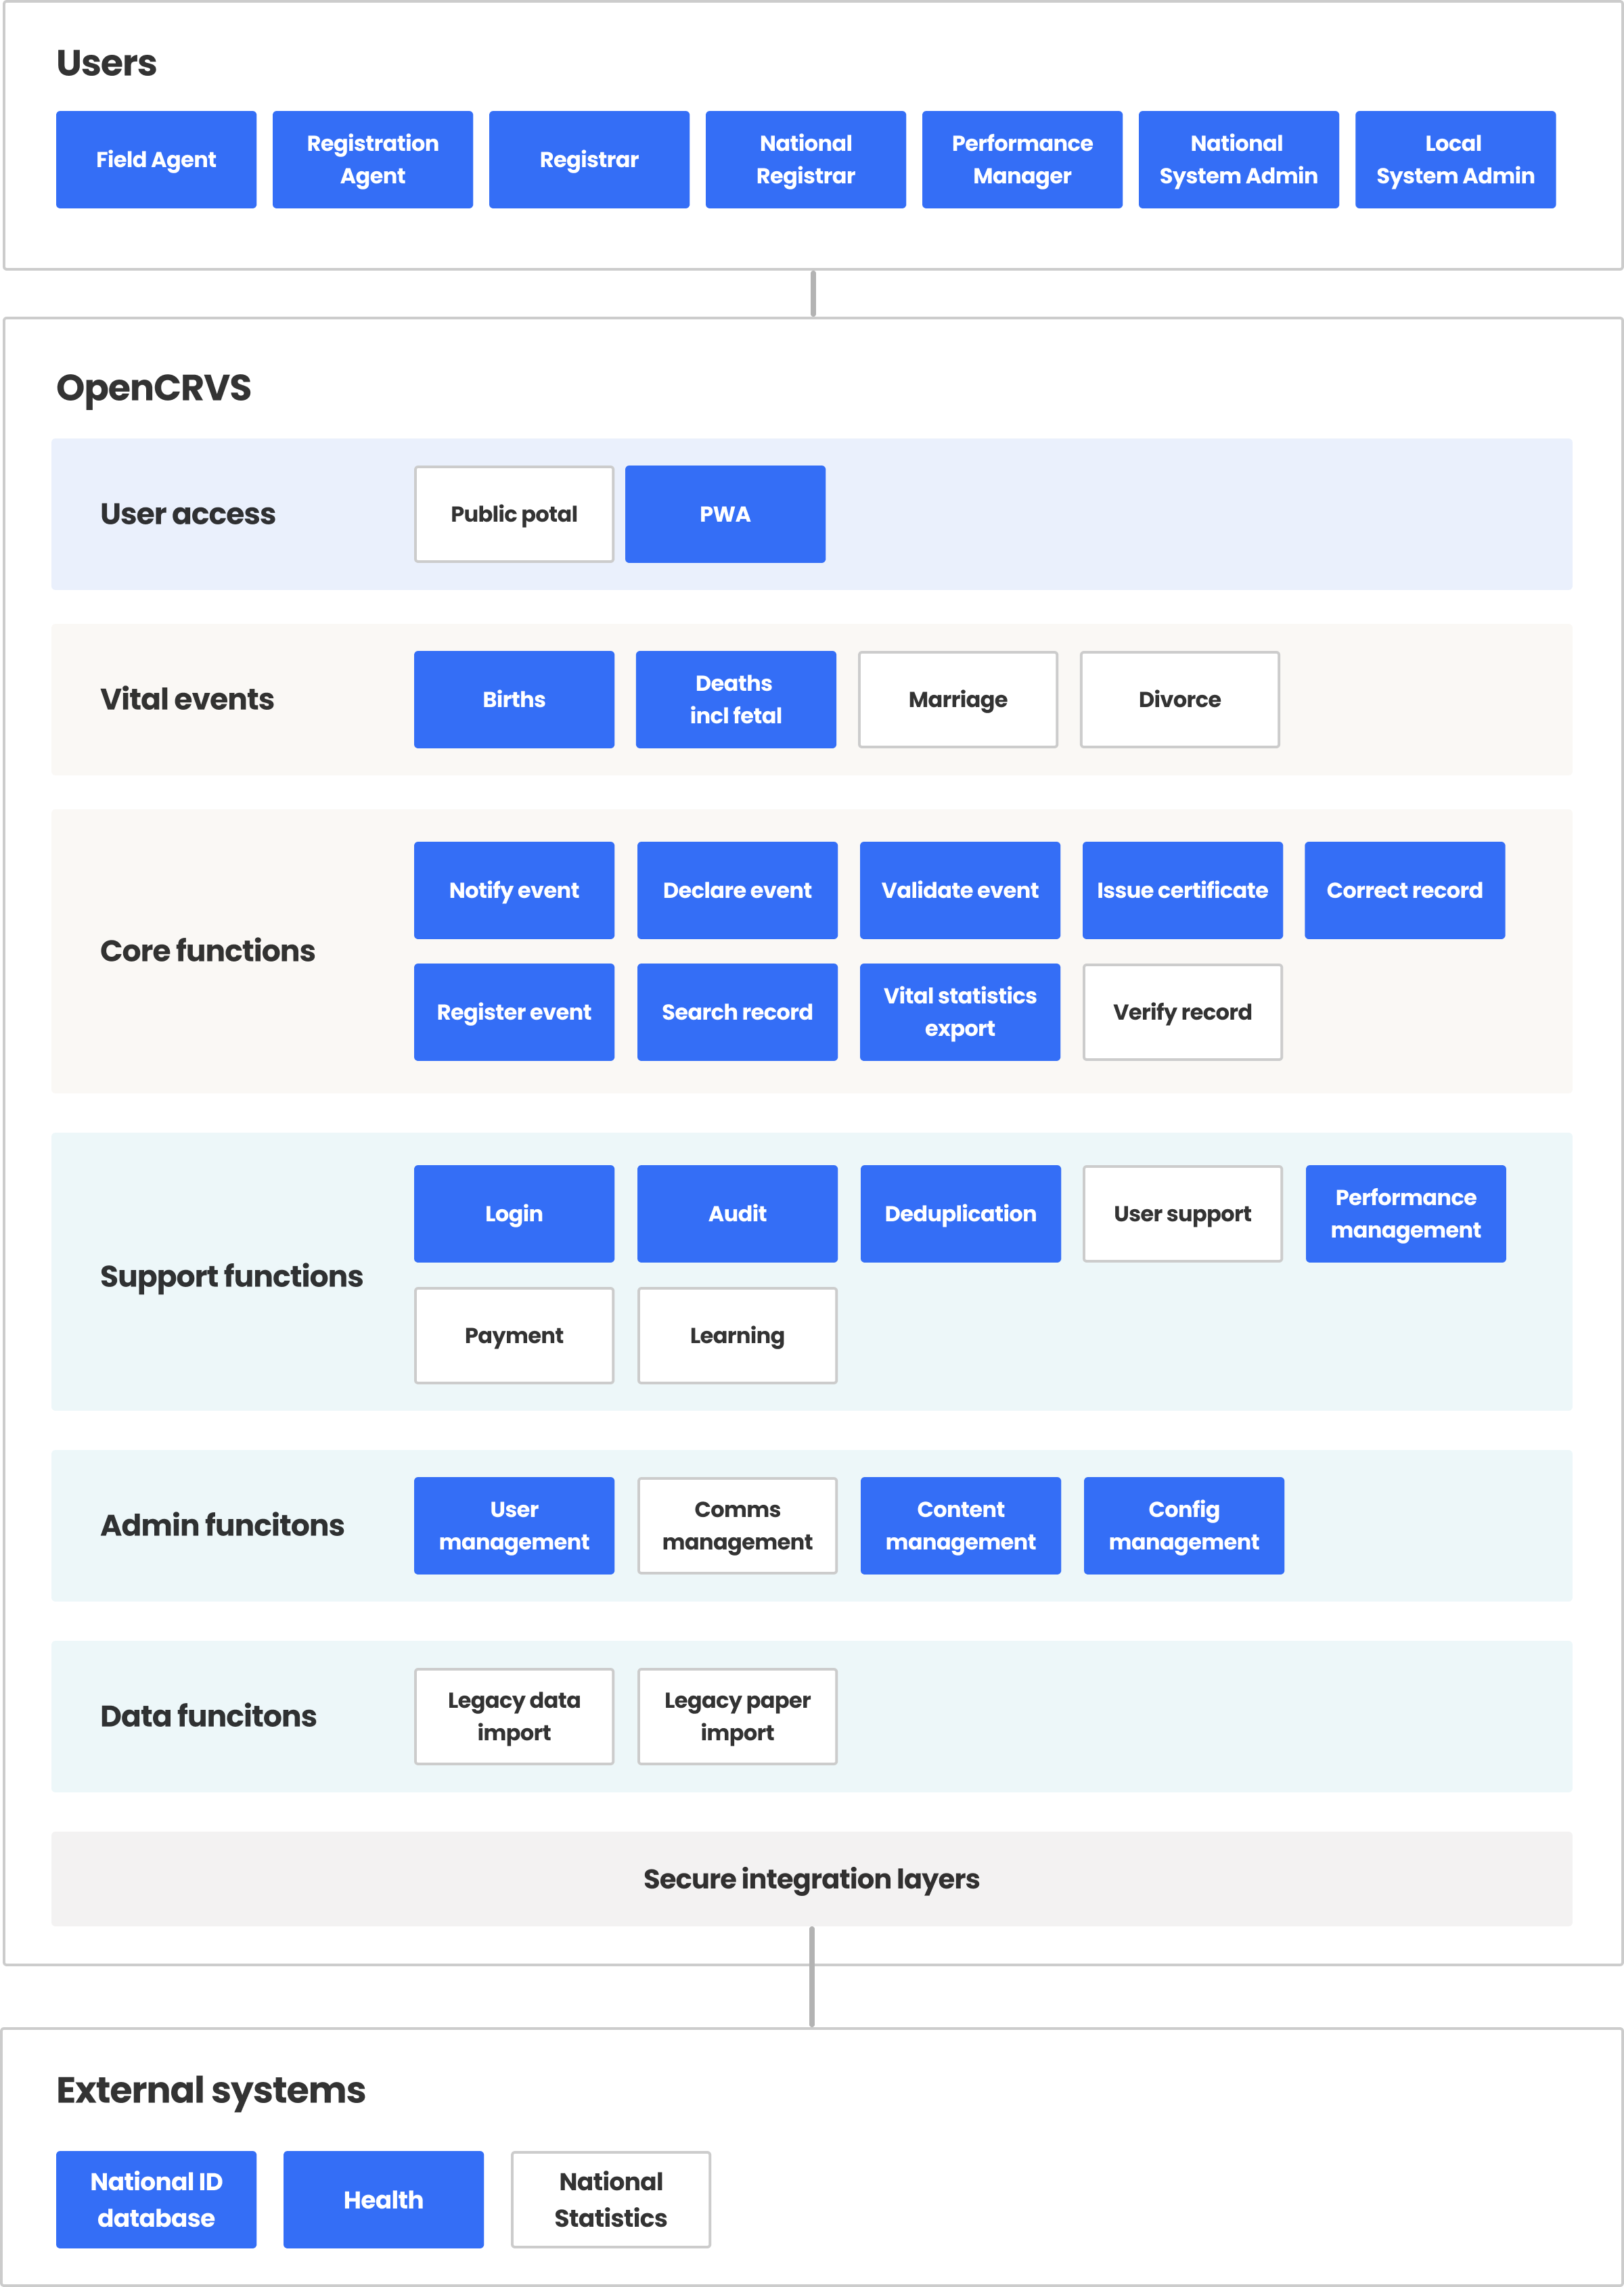 Users
Field Agent
Registration
Agent
Registrar
National
Registrar
Performance
Manager
National
System Admin
Local
System Admin
OpenCRVS
User access
Public potal
PWA
Vital events
Births
Deaths
incl fetal
Marriage
Divorce
Core functions
Notify event
Declare event
Validate event
Issue certificate
Correct record
Register event
Search record
Vital statistics
export
Verify record
Support functions
Login
Audit
Deduplication
User support
Performance
management
Payment
Learning
Admin funcitons
User
management
Comms
management
Content
management
Config
management
Data funcitons
Legacy data
import
Legacy paper
import
Secure integration layers
External systems
National ID
database
Health
National
Statistics